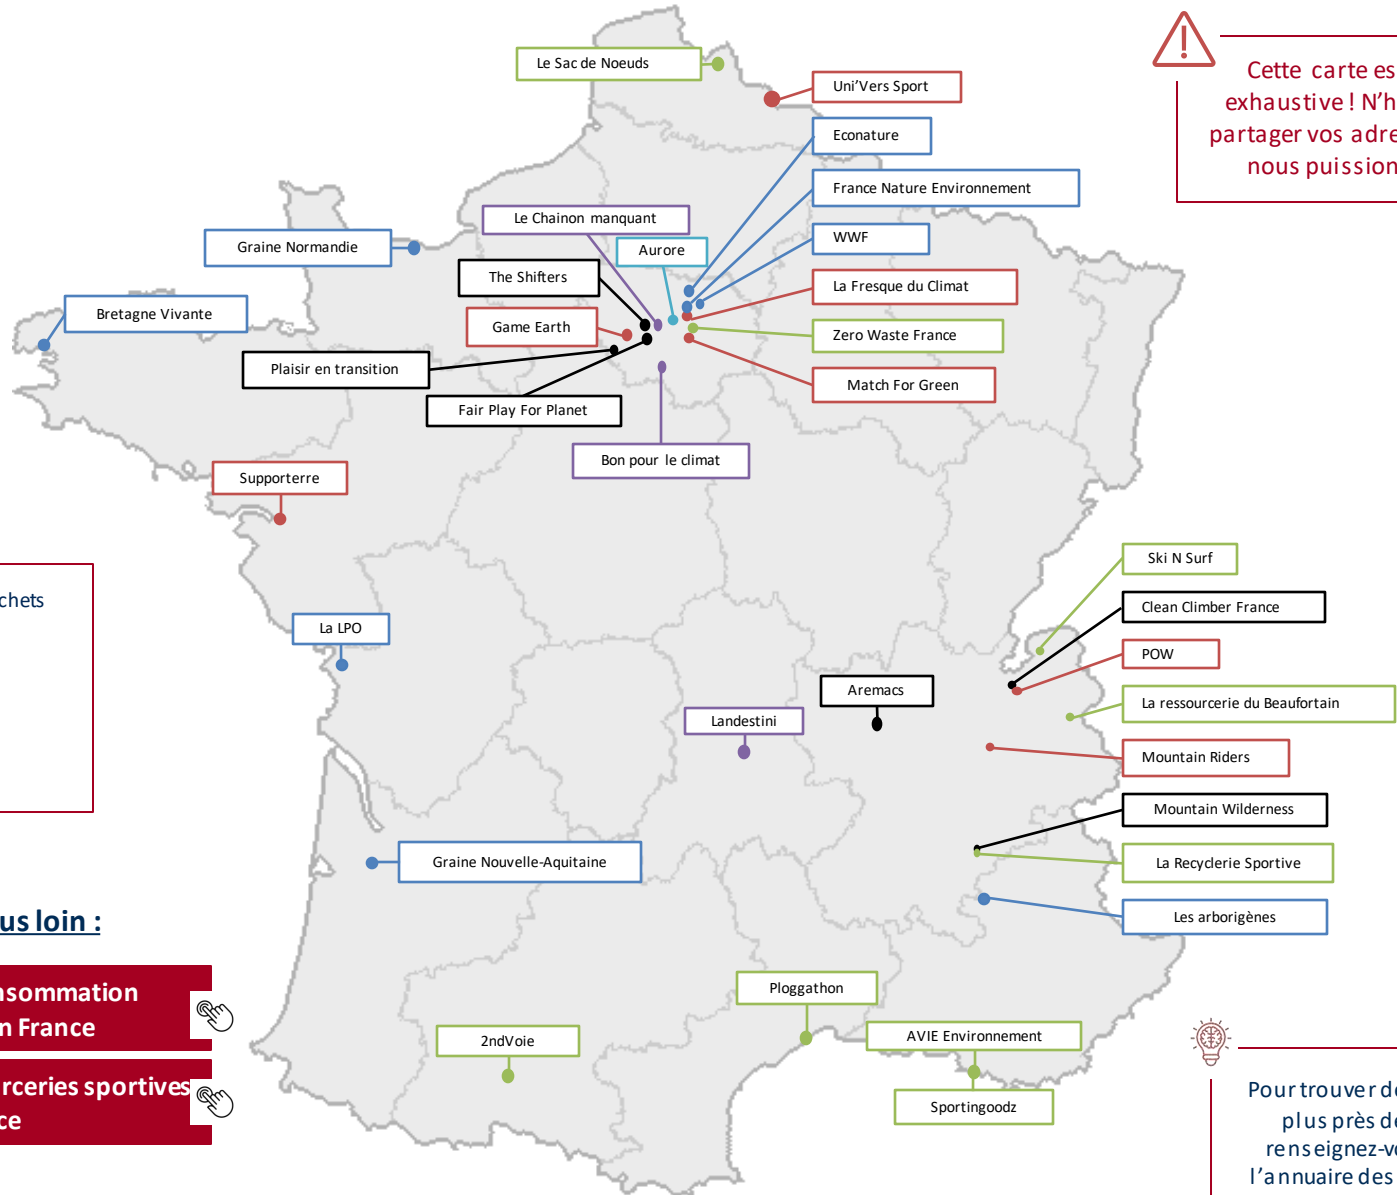 Le Sac de Noeuds
Uni'Vers Sport
Econature
France Nature Environnement
Le Chainon manquant
WWF
Graine Normandie
Aurore
The Shifters
La Fresque du Climat
Bretagne Vivante
Game Earth
Zero Waste France
Plaisir en transition
Match For Green
Fair Play For Planet
Bon pour le climat
Supporterre
La LPO
Ski N Surf
Clean Climber France
POW
Aremacs
La ressourcerie du Beaufortain
Landestini
Mountain Riders
Mountain Wilderness
Graine Nouvelle-Aquitaine
La Recyclerie Sportive
Les arborigènes
Ploggathon
2ndVoie
AVIE Environnement
Sportingoodz
Cette carte es
exhaustive ! N'h
partager vos adre
nous puission
chets
us loin :
nsommation
n France
rceries sportives
ce
Pour trouver de
plus près de
renseignez-vo
l'annuaire des